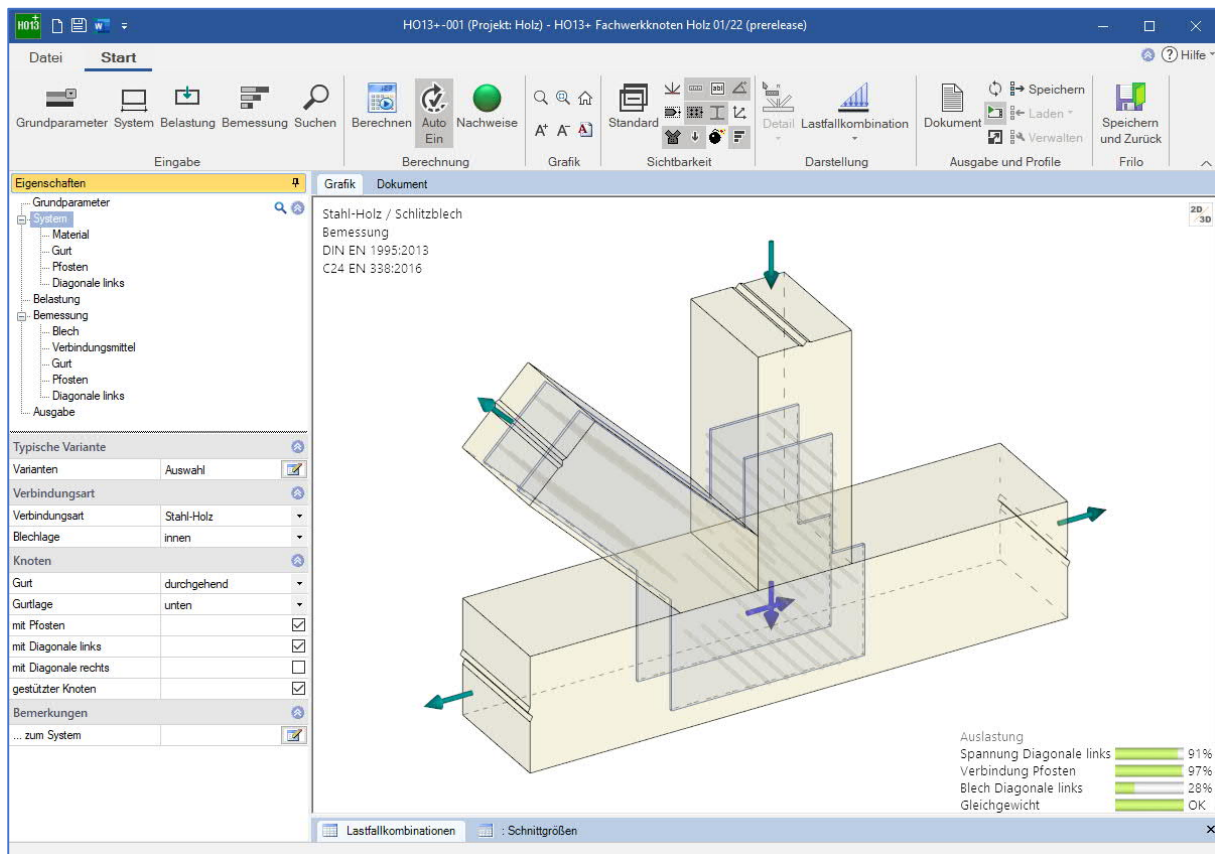 HO13+ HO13+-001 (Projekt: Holz) - HO13+ Fachwerkknoten Holz 01/22 (prerelease)
Datei Start Hilfe
Grundparameter System Belastung Bemessung Suchen Berechnen Auto Ein Nachweise Standard Detail Lastfallkombination Dokument Speichern Laden Verwalten Speichern und Zurück
Eingabe Berechnung Grafik Sichtbarkeit Darstellung Ausgabe und Profile Frilo
Eigenschaften
Grundparameter
System
Material
Gurt
Pfosten
Diagonale links
Belastung
Bemessung
Blech
Verbindungsmittel
Gurt
Pfosten
Diagonale links
Ausgabe
Typische Variante
Varianten Auswahl
Verbindungsart
Verbindungsart Stahl-Holz
Blechlage innen
Knoten
Gurt durchgehend
Gurtlage unten
mit Pfosten
mit Diagonale links
mit Diagonale rechts
gestützter Knoten
Bemerkungen
... zum System
Grafik Dokument
Stahl-Holz / Schlitzblech
Bemessung
DIN EN 1995:2013
C24 EN 338:2016
2D/3D
Auslastung
Spannung Diagonale links 91%
Verbindung Pfosten 97%
Blech Diagonale links 28%
Gleichgewicht OK
Lastfallkombinationen : Schnittgrößen